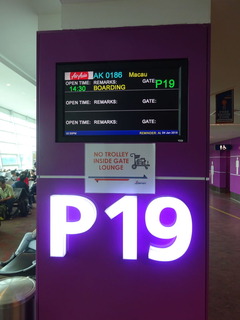 AirAsia AK 0186 Macau
OPEN TIME: REMARKS: GATE:
14:30 BOARDING P19
OPEN TIME: REMARKS: GATE:
OPEN TIME: REMARKS: GATE:
NO TROLLEY
INSIDE GATE
LOUNGE
P19